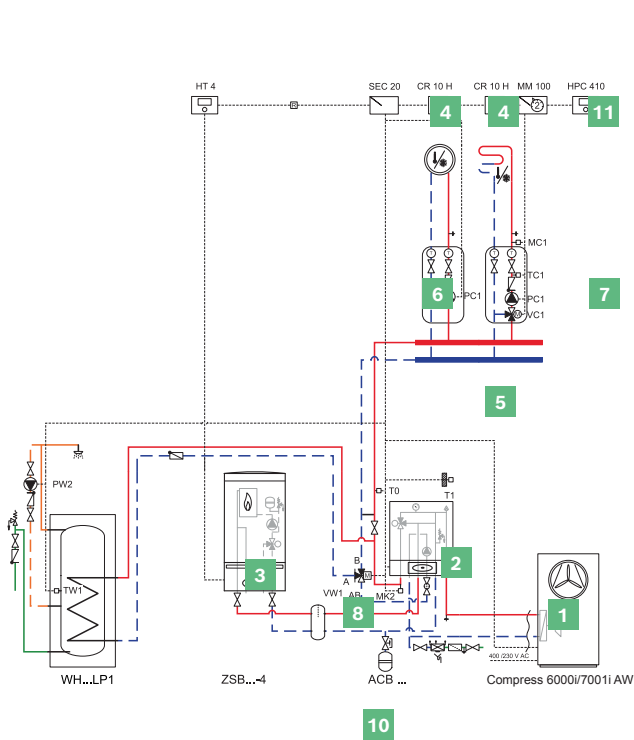 HT 4
SEC 20
CR 10 H
CR 10 H
MM 100
HPC 410
4
4
2
11
MC1
T
T
T
T
TC1
6
PC1
7
PC1
M
VC1
5
PW2
T0
T1
B
2
3
A
M
TW1
VW1
AB
MK2
8
1
400 /230 V AC
WH...LP1
ZSB...-4
ACB ...
Compress 6000i/7001i AW
10